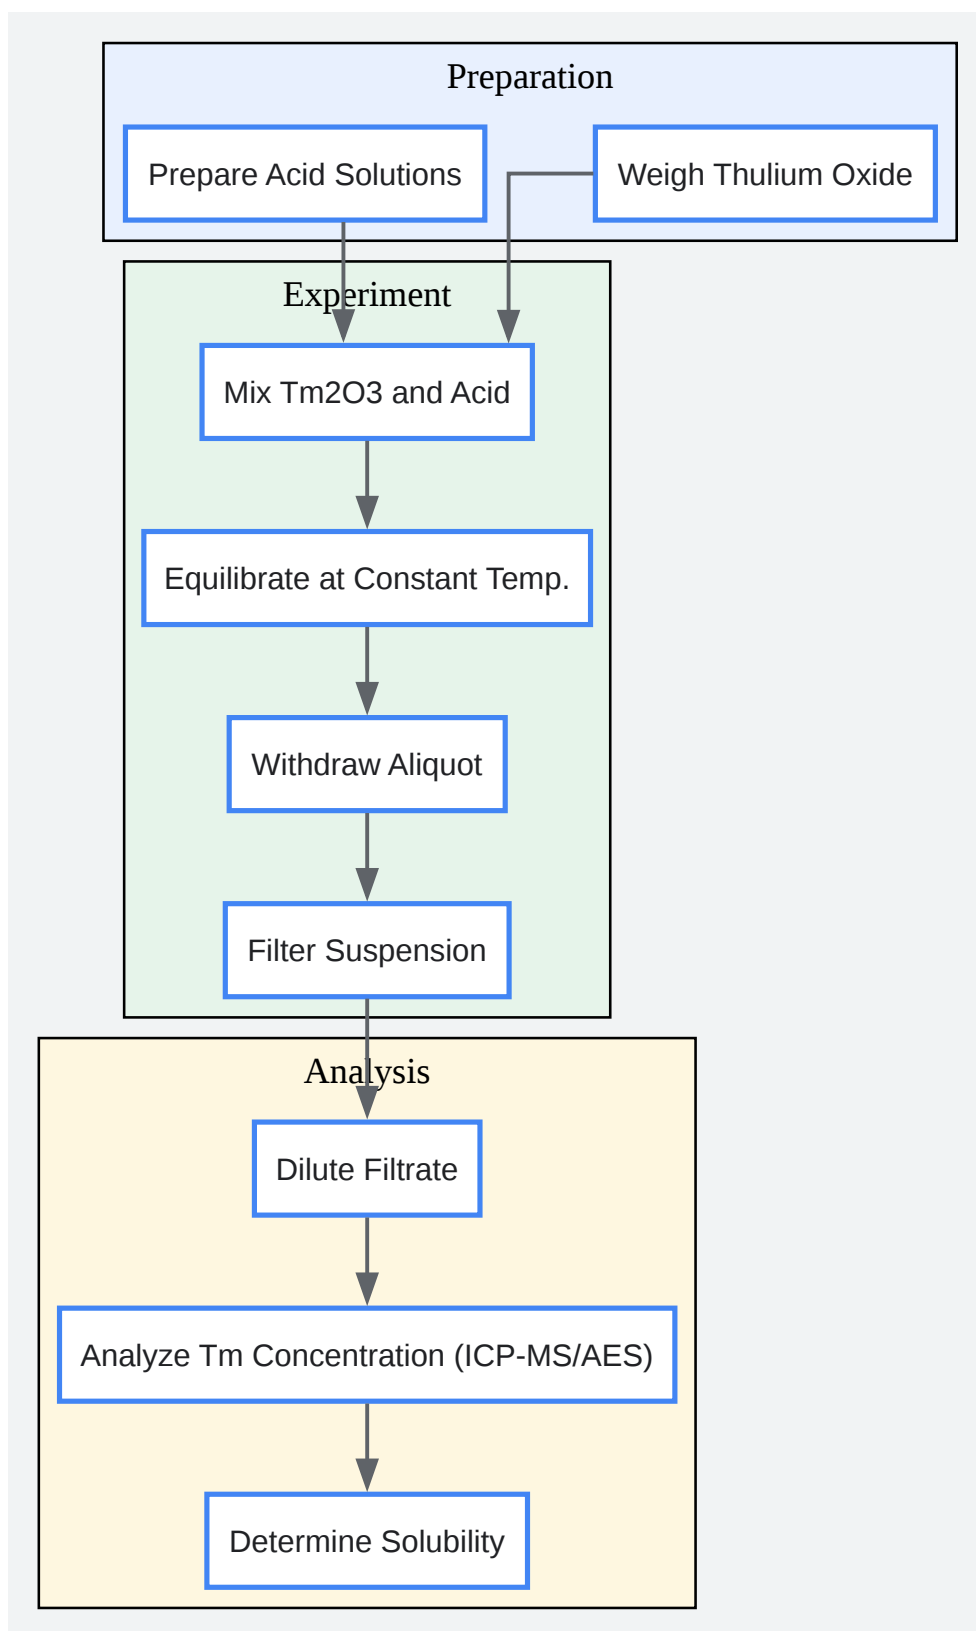 Preparation
Prepare Acid Solutions
Weigh Thulium Oxide
Experiment
Mix Tm2O3 and Acid
Equilibrate at Constant Temp.
Withdraw Aliquot
Filter Suspension
Analysis
Dilute Filtrate
Analyze Tm Concentration (ICP-MS/AES)
Determine Solubility